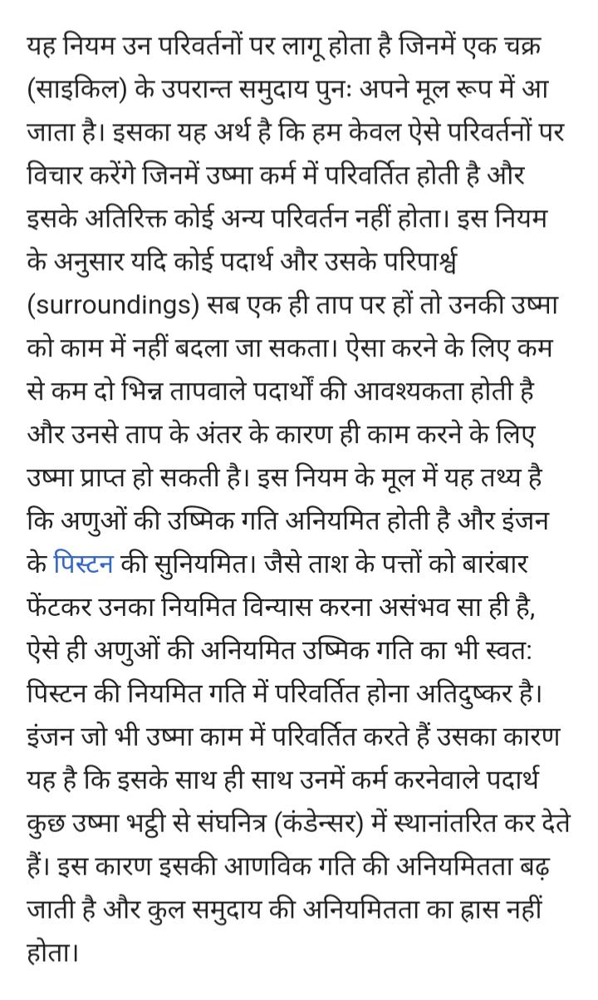 यह नियम उन परिवर्तनों पर लागू होता है जिनमें एक चक्र
(साइकिल) के उपरान्त समुदाय पुनः अपने मूल रूप में आ
जाता है। इसका यह अर्थ है कि हम केवल ऐसे परिवर्तनों पर
विचार करेंगे जिनमें उष्मा कर्म में परिवर्तित होती है और
इसके अतिरिक्त कोई अन्य परिवर्तन नहीं होता। इस नियम
के अनुसार यदि कोई पदार्थ और उसके परिपार्श्व
(surroundings) सब एक ही ताप पर हों तो उनकी उष्मा
को काम में नहीं बदला जा सकता। ऐसा करने के लिए कम
से कम दो भिन्न तापवाले पदार्थों की आवश्यकता होती है
और उनसे ताप के अंतर के कारण ही काम करने के लिए
उष्मा प्राप्त हो सकती है। इस नियम के मूल में यह तथ्य है
कि अणुओं की उष्मिक गति अनियमित होती है और इंजन
के पिस्टन की सुनियमित। जैसे ताश के पत्तों को बारंबार
फेंटकर उनका नियमित विन्यास करना असंभव सा ही है,
ऐसे ही अणुओं की अनियमित उष्मिक गति का भी स्वत:
पिस्टन की नियमित गति में परिवर्तित होना अतिदुष्कर है।
इंजन जो भी उष्मा काम में परिवर्तित करते हैं उसका कारण
यह है कि इसके साथ ही साथ उनमें कर्म करनेवाले पदार्थ
कुछ उष्मा भट्ठी से संघनित्र (कंडेन्सर) में स्थानांतरित कर देते
हैं। इस कारण इसकी आणविक गति की अनियमितता बढ़
जाती है और कुल समुदाय की अनियमितता का ह्रास नहीं
होता।